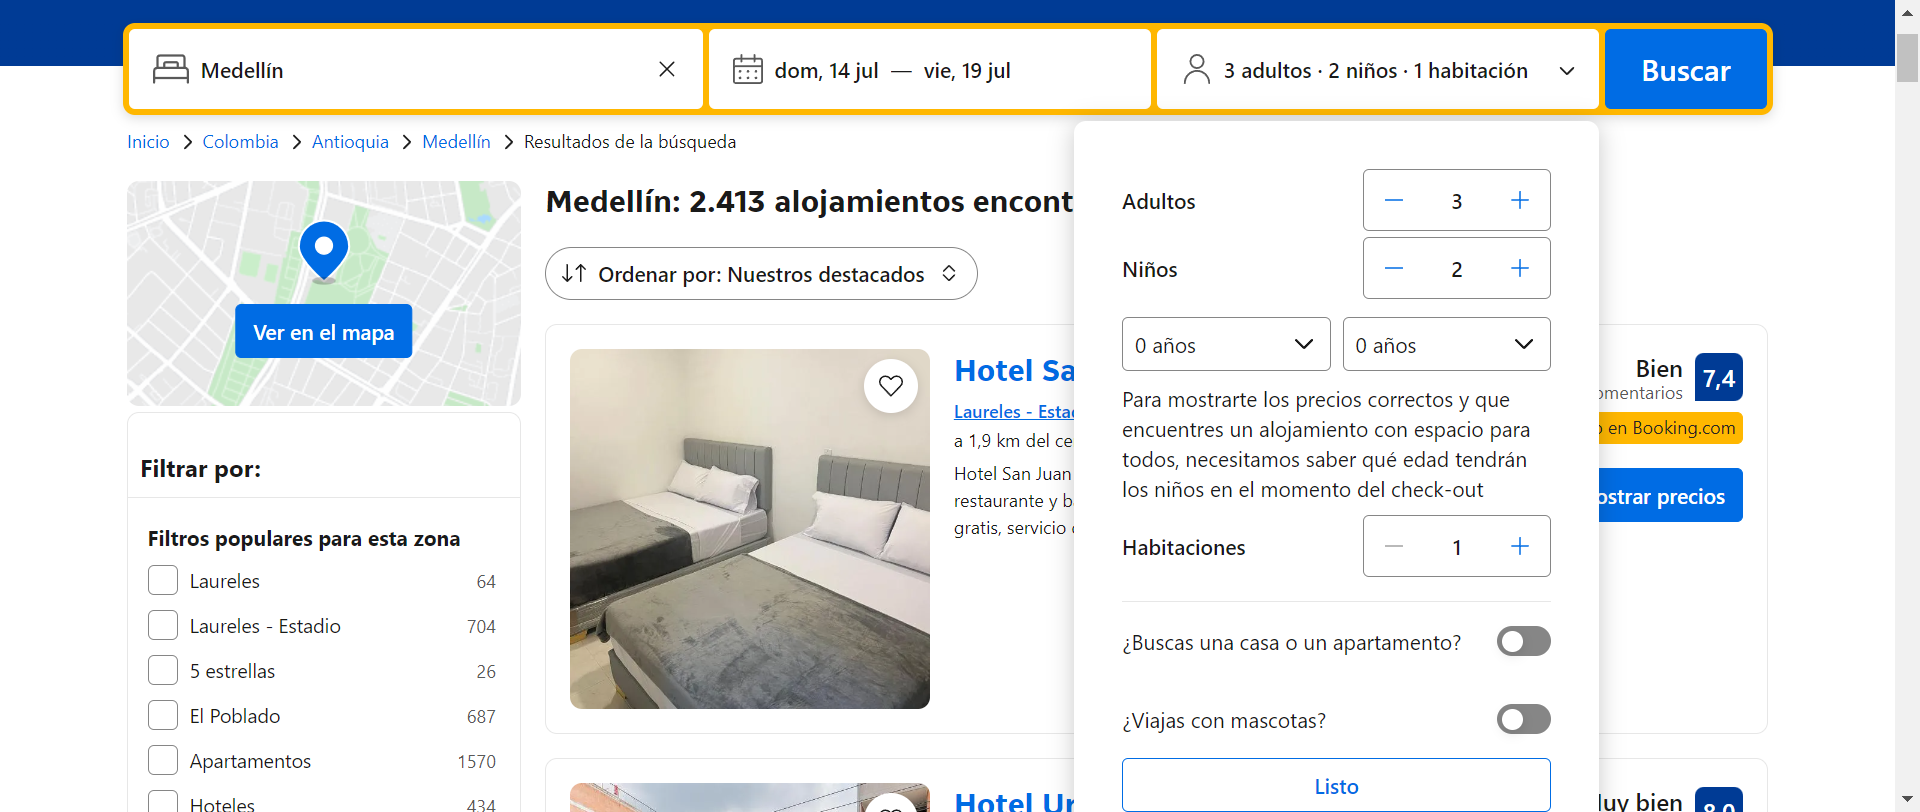 Medellín
dom, 14 jul — vie, 19 jul
3 adultos · 2 niños · 1 habitación
Buscar
Inicio > Colombia > Antioquia > Medellín > Resultados de la búsqueda
Ver en el mapa
Filtrar por:
Filtros populares para esta zona
Laureles 64
Laureles - Estadio 704
5 estrellas 26
El Poblado 687
Apartamentos 1570
Hoteles 434
Medellín: 2.413 alojamientos encont
Ordenar por: Nuestros destacados
Hotel Sa
Laureles - Esta
a 1,9 km del ce
Hotel San Juan
restaurante y b
gratis, servicio
Hotel Ur
Adultos
3
Niños
2
0 años
0 años
Para mostrarte los precios correctos y que
encuentres un alojamiento con espacio para
todos, necesitamos saber qué edad tendrán
los niños en el momento del check-out
Habitaciones
1
¿Buscas una casa o un apartamento?
¿Viajas con mascotas?
Listo
Bien
7,4
omentarios
en Booking.com
ostrar precios
uy bien
8,0